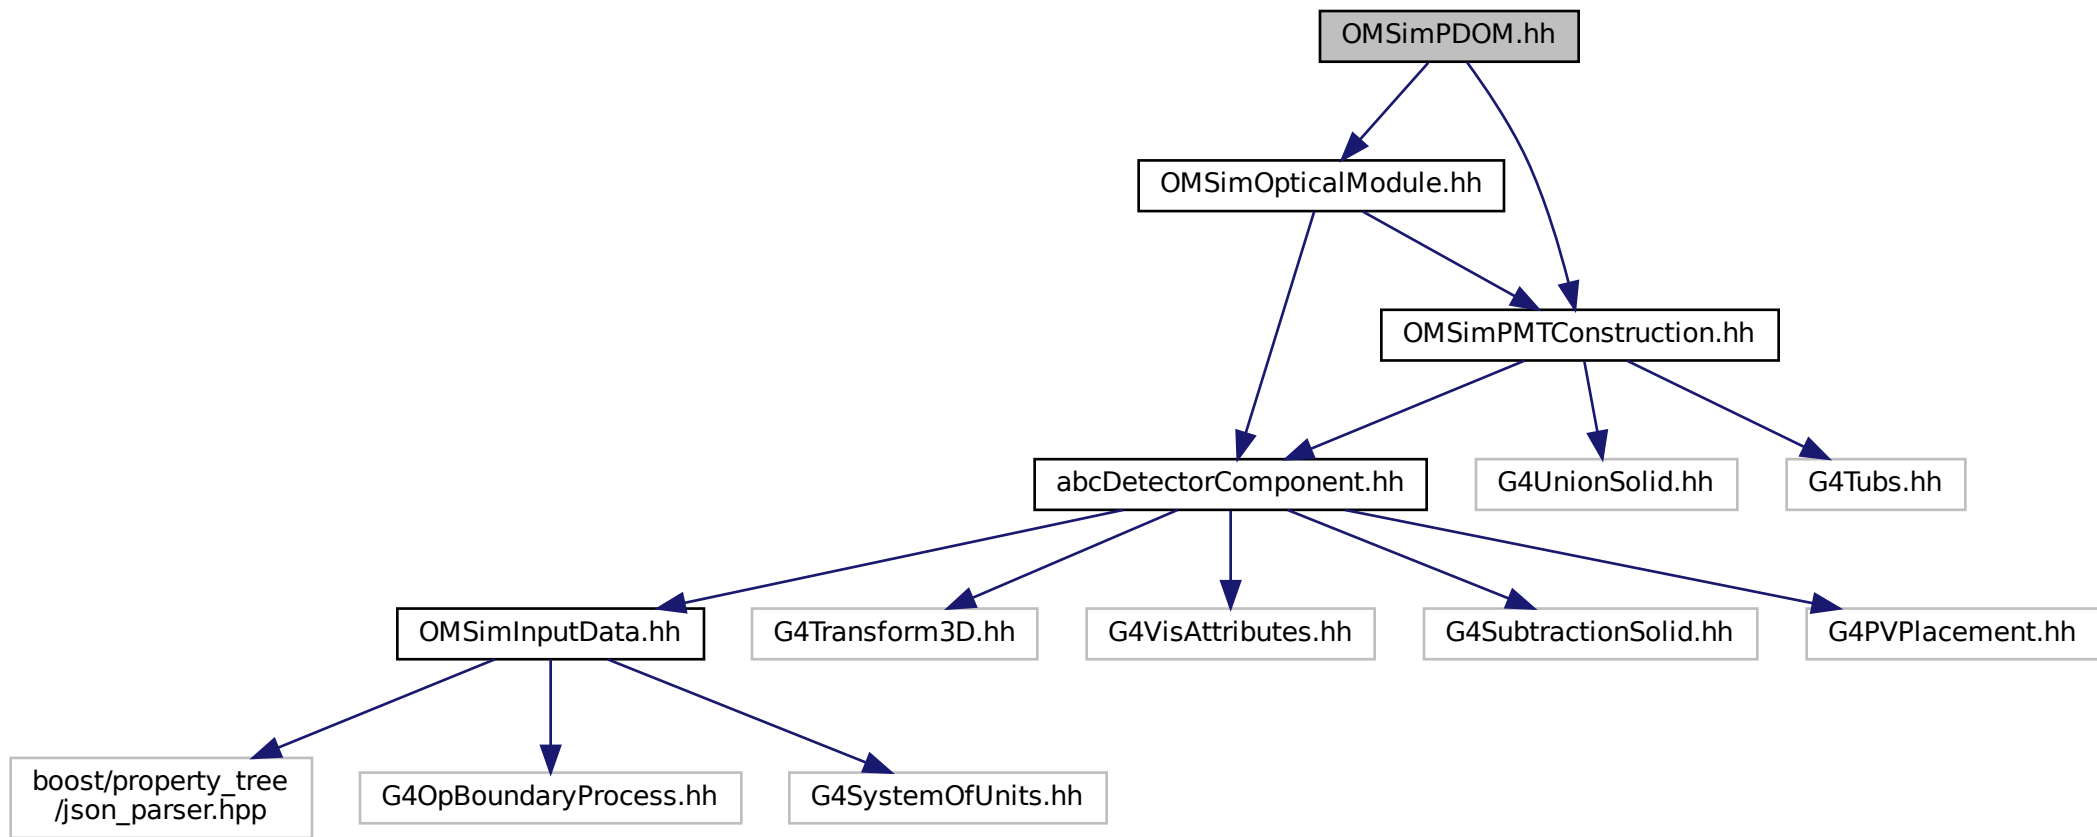 OMSimPDOM.hh
OMSimOpticalModule.hh
OMSimPMTConstruction.hh
abcDetectorComponent.hh
G4UnionSolid.hh
G4Tubs.hh
OMSimInputData.hh
G4Transform3D.hh
G4VisAttributes.hh
G4SubtractionSolid.hh
G4PVPlacement.hh
boost/property_tree
/json_parser.hpp
G4OpBoundaryProcess.hh
G4SystemOfUnits.hh